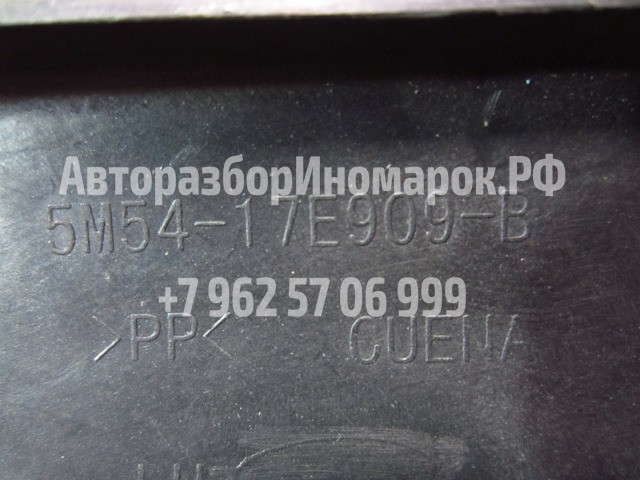 АвторазборИномарок.РФ
5M54-17E909-B
+7 962 57 06 999
>PP< CUENA